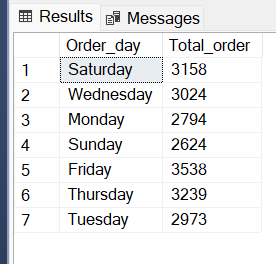 Results Messages
Order_day Total_order
1 Saturday 3158
2 Wednesday 3024
3 Monday 2794
4 Sunday 2624
5 Friday 3538
6 Thursday 3239
7 Tuesday 2973